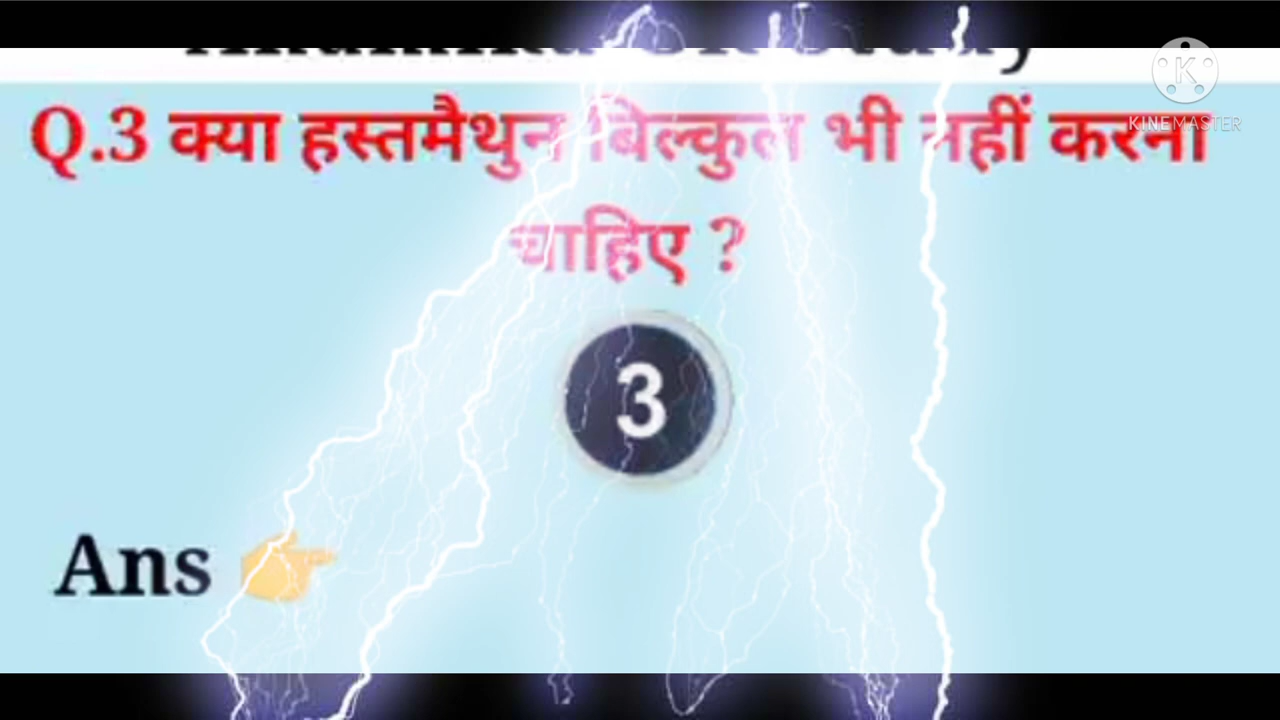 Q.3 क्या हस्तमैथुन बिल्कुल भी नहीं करना
चाहिए ?
3
Ans
KINEMASTER